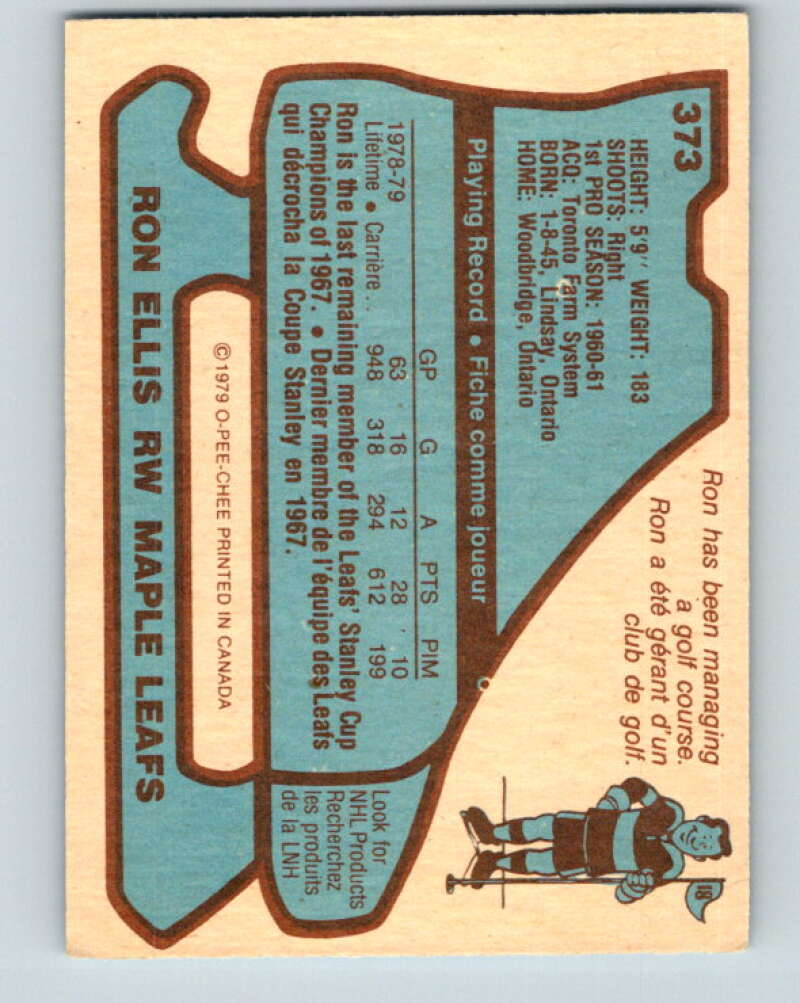 373
HEIGHT: 5'9" WEIGHT: 183
SHOOTS: Right
1st PRO SEASON: 1960-61
ACQ: Toronto Farm System
BORN: 1-8-45, Lindsay, Ontario
HOME: Woodbridge, Ontario
Ron has been managing
a golf course.
Ron a été gérant d'un
club de golf.
18
Playing Record • Fiche comme joueur
GP G A PTS PIM
1978-79 63 16 12 28 10
Lifetime • Carrière .. 948 318 294 612 199
Ron is the last remaining member of the Leafs' Stanley Cup
Champions of 1967. • Dernier membre de l'équipe des Leafs
qui décrocha la Coupe Stanley en 1967.
Look for
NHL Products
Recherchez
les produits
de la LNH
©1979 O-PEE-CHEE PRINTED IN CANADA
RON ELLIS RW MAPLE LEAFS